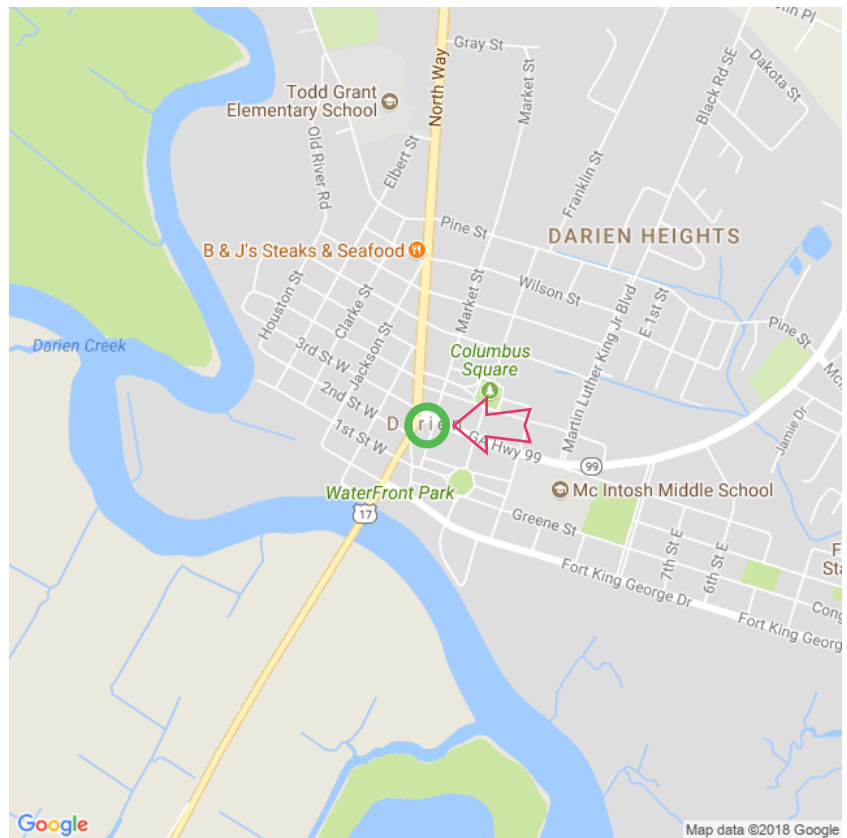 Gray St
North Way
Market St
Black Rd SE
Dakota St
Todd Grant
Elementary School
Old River Rd
Elbert St
Franklin St
Pine St
DARIEN HEIGHTS
B & J's Steaks & Seafood
Wilson St
Houston St
Clarke St
Market St
Martin Luther King Jr Blvd
E 1st St
Pine St
Darien Creek
3rd St W
Jackson St
Columbus
Square
2nd St W
1st St W
GA Hwy 99
99
Jamie Dr
WaterFront Park
Mc Intosh Middle School
17
Greene St
7th St E
6th St E
Fort King George Dr
Fort King George
Google
Map data ©2018 Google